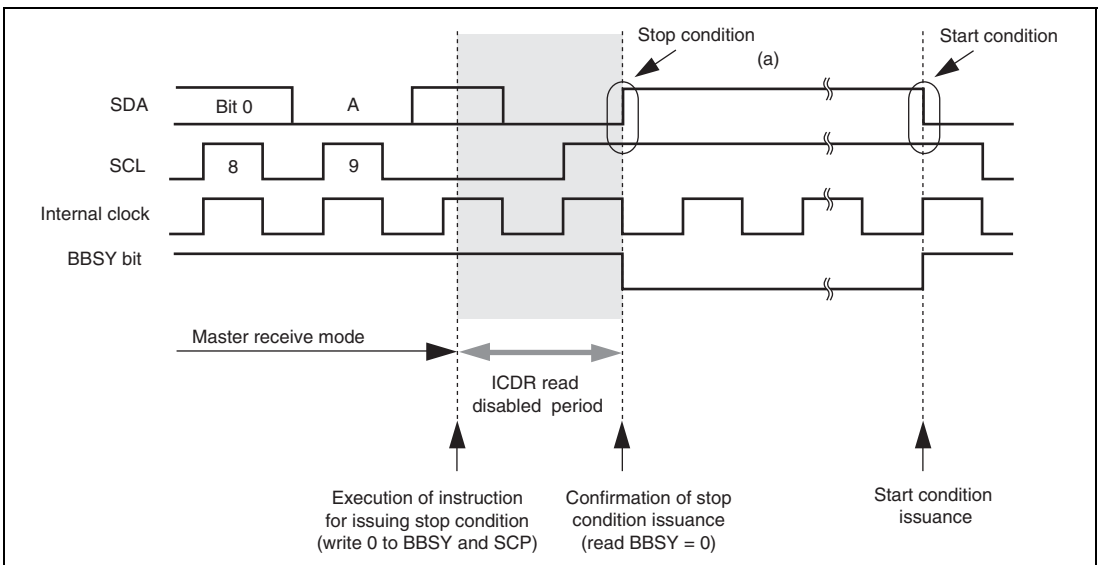 Stop condition
Start condition
(a)
SDA
Bit 0
A
SCL
8
9
Internal clock
BBSY bit
Master receive mode
ICDR read
disabled period
Execution of instruction
for issuing stop condition
(write 0 to BBSY and SCP)
Confirmation of stop
condition issuance
(read BBSY = 0)
Start condition
issuance